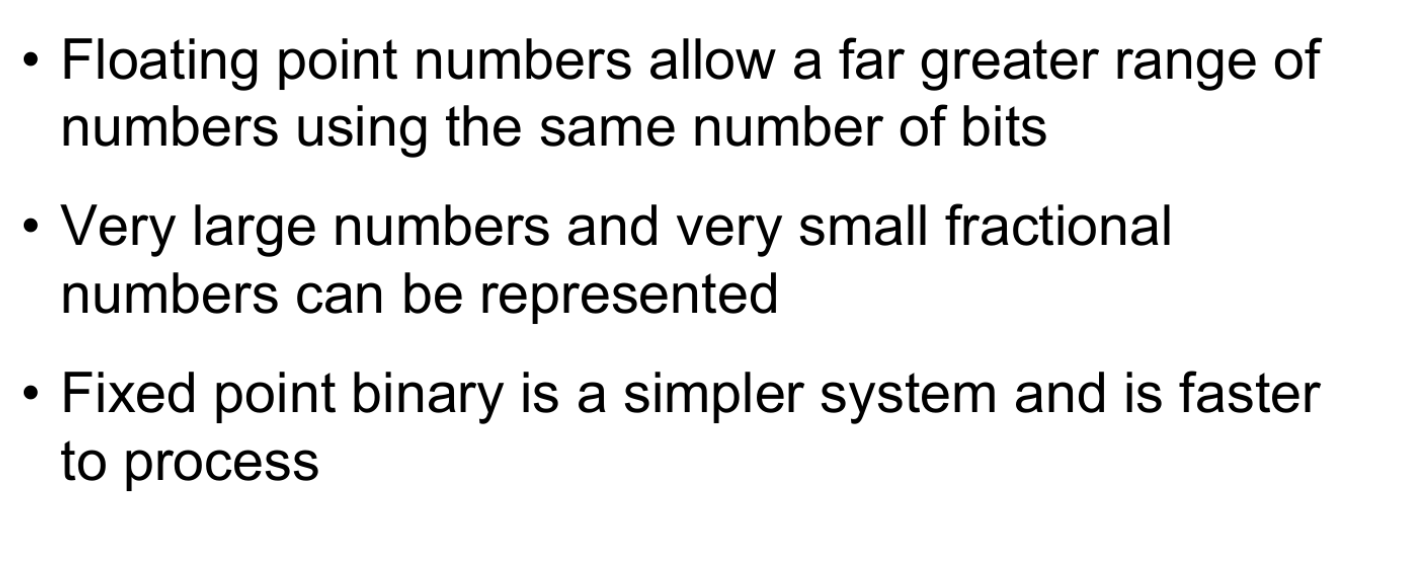 • Floating point numbers allow a far greater range of
numbers using the same number of bits
• Very large numbers and very small fractional
numbers can be represented
• Fixed point binary is a simpler system and is faster
to process